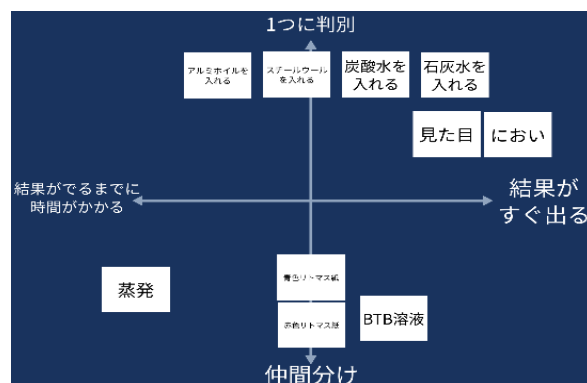 1つに判別
アルミホイルを
入れる
スチールウール
を入れる
炭酸水を
入れる
石灰水を
入れる
見た目
におい
結果がでるまでに
時間がかかる
結果が
すぐ出る
青色リトマス紙
赤色リトマス紙
蒸発
BTB溶液
仲間分け